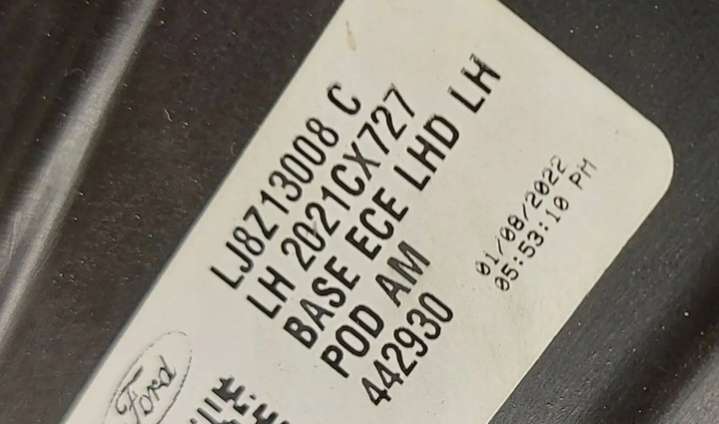 LJ8Z13008 C
LH 2021CX727
BASE ECE LHD LH
POD AM
442930
01/08/2022
05:53:10 PM
Ford